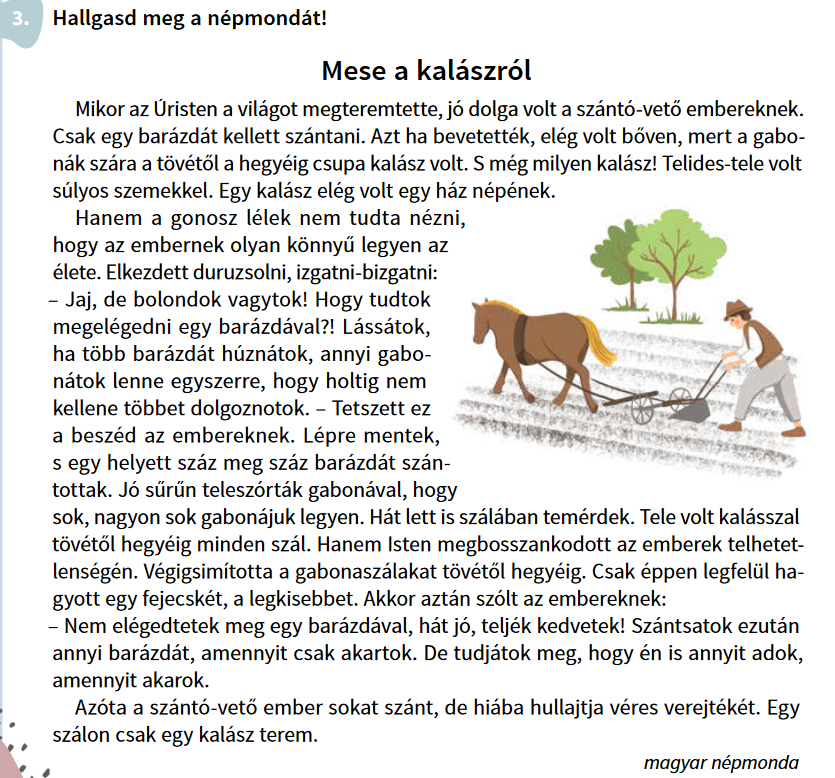 3. Hallgasd meg a népmondát!
Mese a kalászról
Mikor az Úristen a világot megteremtette, jó dolga volt a szántó-vető embereknek.
Csak egy barázdát kellett szántani. Azt ha bevetették, elég volt bőven, mert a gabo-
nák szára a tövétől a hegyéig csupa kalász volt. S még milyen kalász! Telides-tele volt
súlyos szemekkel. Egy kalász elég volt egy ház népének.
Hanem a gonosz lélek nem tudta nézni,
hogy az embernek olyan könnyű legyen az
élete. Elkezdett duruzsolni, izgatni-bizgatni:
– Jaj, de bolondok vagytok! Hogy tudtok
megelégedni egy barázdával?! Lássátok,
ha több barázdát húznátok, annyi gabo-
nátok lenne egyszerre, hogy holtig nem
kellene többet dolgoznotok. – Tetszett ez
a beszéd az embereknek. Lépre mentek,
s egy helyett száz meg száz barázdát szán-
tottak. Jó sűrűn teleszórták gabonával, hogy
sok, nagyon sok gabonájuk legyen. Hát lett is szálában temérdek. Tele volt kalásszal
tövétől hegyéig minden szál. Hanem Isten megbosszankodott az emberek telhetet-
lenségén. Végigsimította a gabonaszálakat tövétől hegyéig. Csak éppen legfelül ha-
gyott egy fejecskét, a legkisebbet. Akkor aztán szólt az embereknek:
– Nem elégedtetek meg egy barázdával, hát jó, teljék kedvetek! Szántsatok ezután
annyi barázdát, amennyit csak akartok. De tudjátok meg, hogy én is annyit adok,
amennyit akarok.
Azóta a szántó-vető ember sokat szánt, de hiába hullajtja véres verejtékét. Egy
szálon csak egy kalász terem.
magyar népmonda